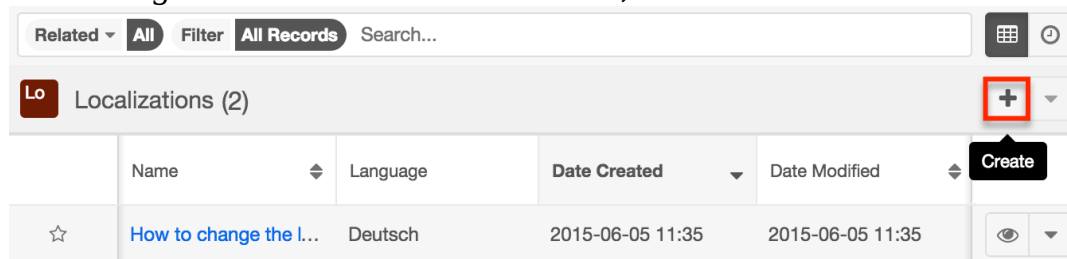 Related All Filter All Records Search...
Lo Localizations (2)
Create
Name Language Date Created Date Modified
How to change the l... Deutsch 2015-06-05 11:35 2015-06-05 11:35